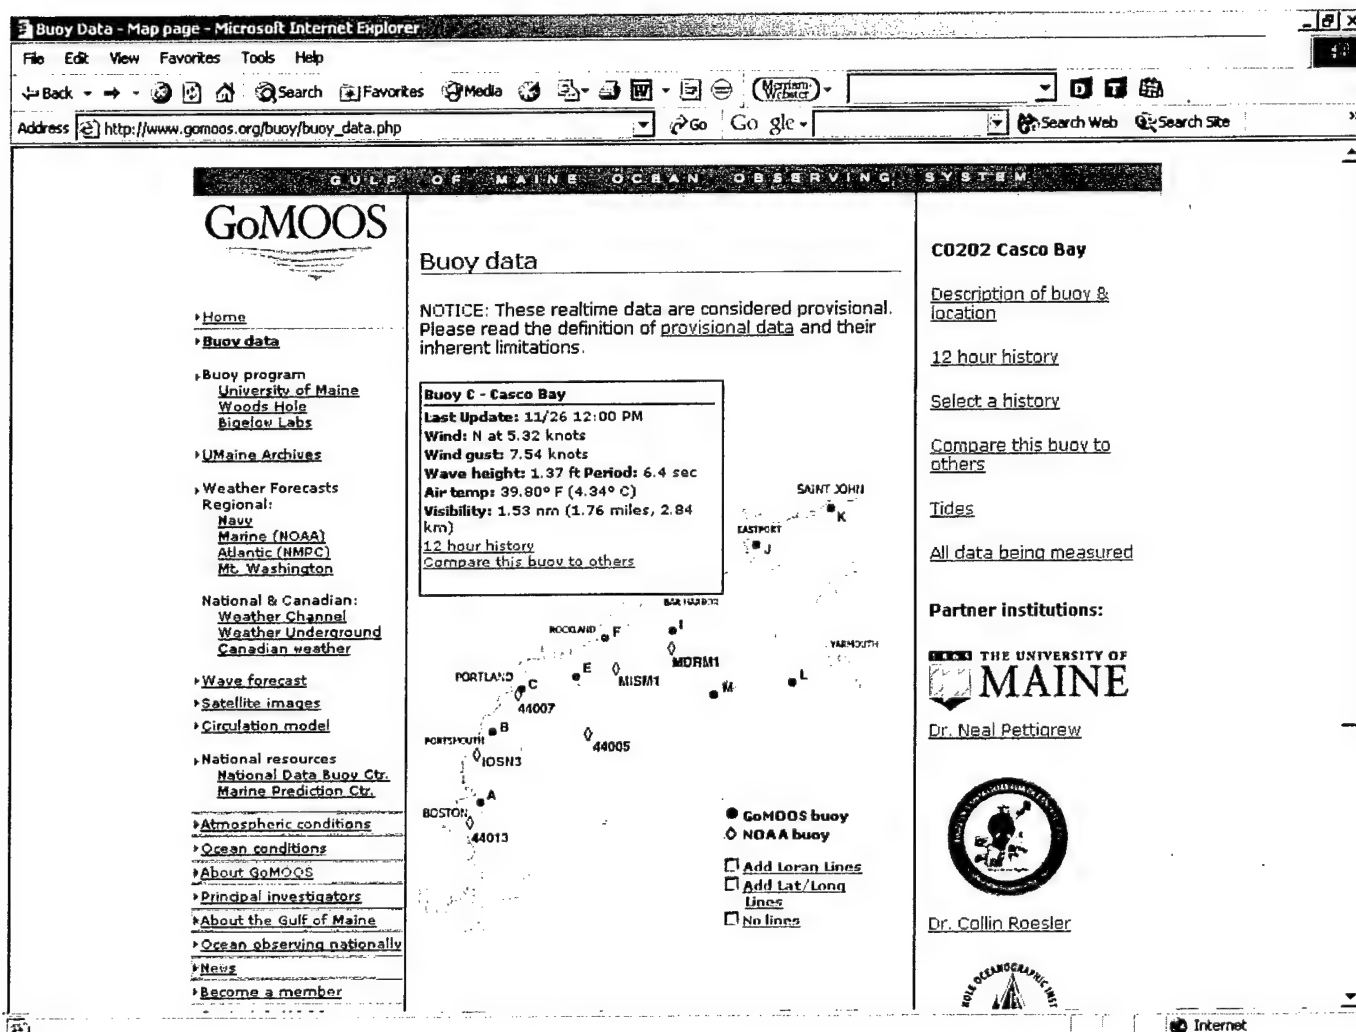 Buoy Data - Map page - Microsoft Internet Explorer
File Edit View Favorites Tools Help
Back Search Favorites Media Merriam-Webster
Address http://www.gomoos.org/buoy/buoy_data.php Go Google Search Web Search Site
GULF OF MAINE OCEAN OBSERVING SYSTEM
GoMOOS
Home
Buoy data
Buoy program
University of Maine
Woods Hole
Bigelow Labs
UMaine Archives
Weather Forecasts
Regional:
Navy
Marine (NOAA)
Atlantic (NMPC)
Mt. Washington
National & Canadian:
Weather Channel
Weather Underground
Canadian weather
Wave forecast
Satellite images
Circulation model
National resources
National Data Buoy Ctr.
Marine Prediction Ctr.
Atmospheric conditions
Ocean conditions
About GoMOOS
Principal investigators
About the Gulf of Maine
Ocean observing nationally
News
Become a member
Buoy data
NOTICE: These realtime data are considered provisional.
Please read the definition of provisional data and their
inherent limitations.
Buoy C - Casco Bay
Last Update: 11/26 12:00 PM
Wind: N at 5.32 knots
Wind gust: 7.54 knots
Wave height: 1.37 ft Period: 6.4 sec
Air temp: 39.80° F (4.34° C)
Visibility: 1.53 nm (1.76 miles, 2.84
km)
12 hour history
Compare this buoy to others
SAINT JOHN
K
EASTPORT
J
BAR HARBOR
ROCKLAND F I
YARMOUTH
MDRM1
PORTLAND C E MISM1 M L
44007
B
PORTSMOUTH 44005
IOSN3
A
BOSTON
44013
GoMOOS buoy
NOAA buoy
Add Loran Lines
Add Lat/Long
Lines
No lines
C0202 Casco Bay
Description of buoy &
location
12 hour history
Select a history
Compare this buoy to
others
Tides
All data being measured
Partner institutions:
THE UNIVERSITY OF
MAINE
Dr. Neal Pettigrew
Dr. Collin Roesler
HOLE OCEANOGRAPHIC INST
Internet